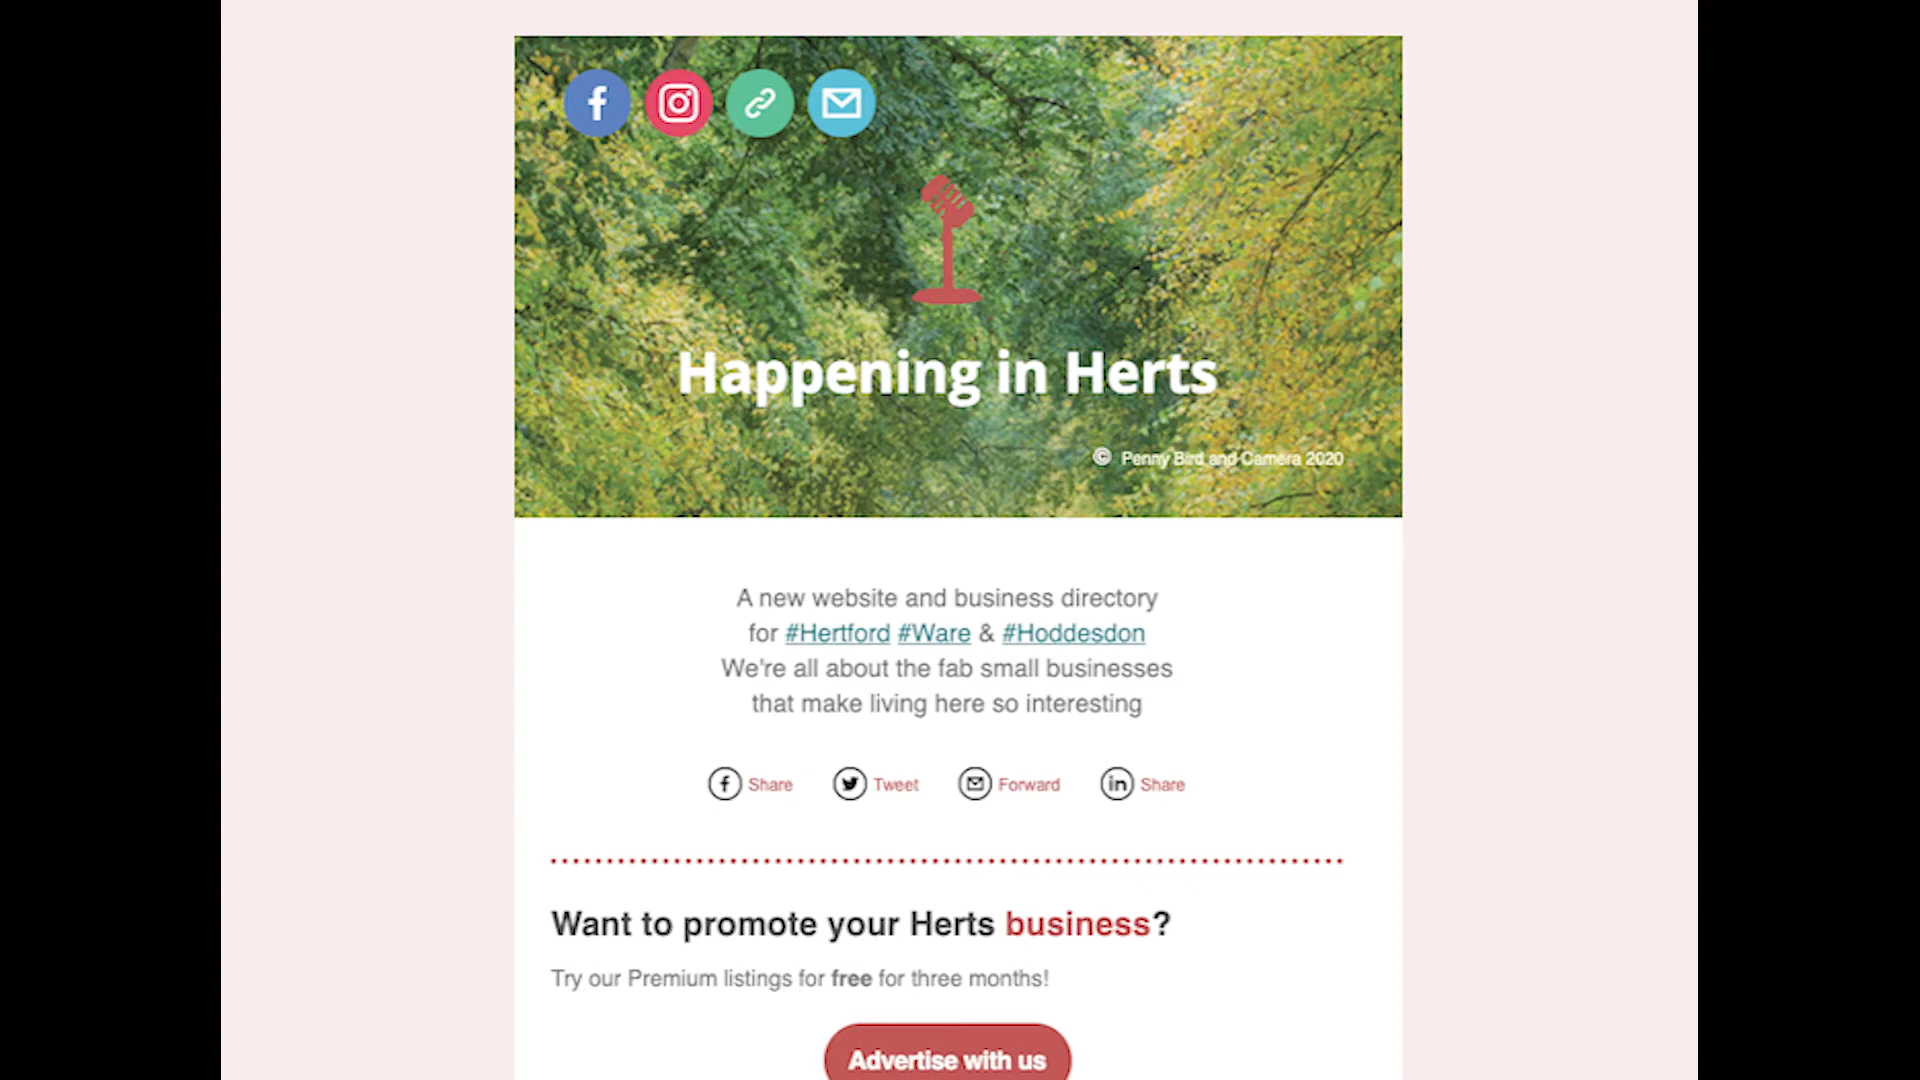 Happening in Herts
© Penny Bird and Camera 2020
A new website and business directory
for #Hertford #Ware & #Hoddesdon
We're all about the fab small businesses
that make living here so interesting
Share Tweet Forward Share
Want to promote your Herts business?
Try our Premium listings for free for three months!
Advertise with us